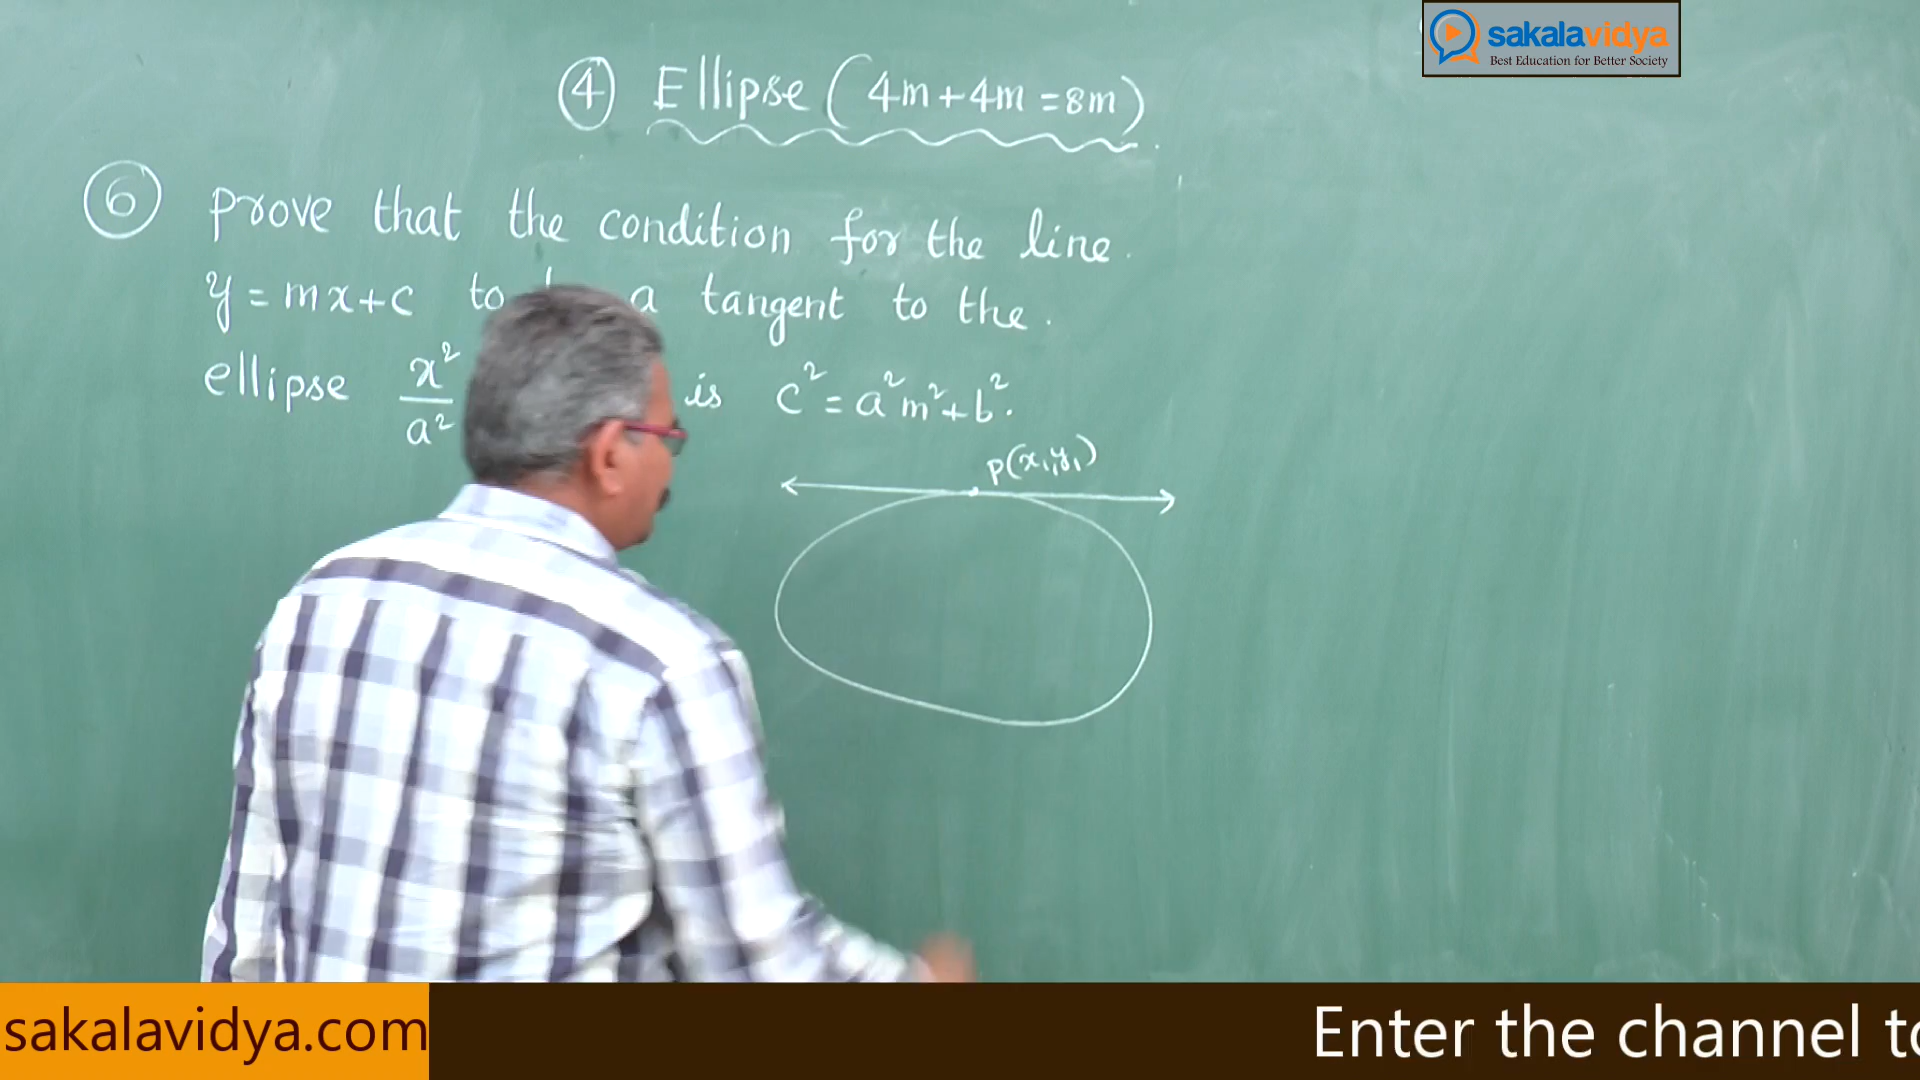 sakalavidya
Best Education for Better Society
④ Ellipse (4m+4m=8m)
⑥ prove that the condition for the line.
y=mx+c to a tangent to the.
ellipse x²/a² is c²=a²m²+b².
P(x₁,y₁)
sakalavidya.com
Enter the channel to